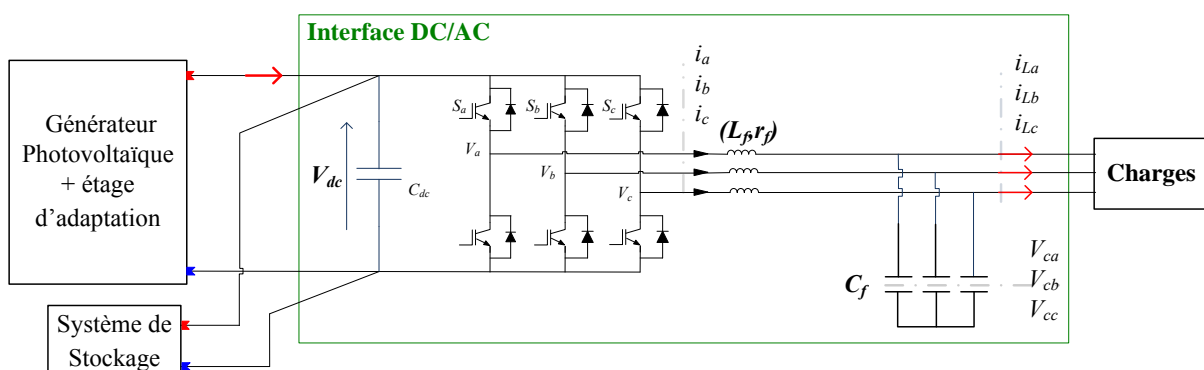 Interface DC/AC
Générateur
Photovoltaïque
+ étage
d'adaptation
Système de
Stockage
V_dc
C_dc
S_a
S_b
S_c
V_a
V_b
V_c
i_a
i_b
i_c
(L_f,r_f)
C_f
i_La
i_Lb
i_Lc
V_ca
V_cb
V_cc
Charges